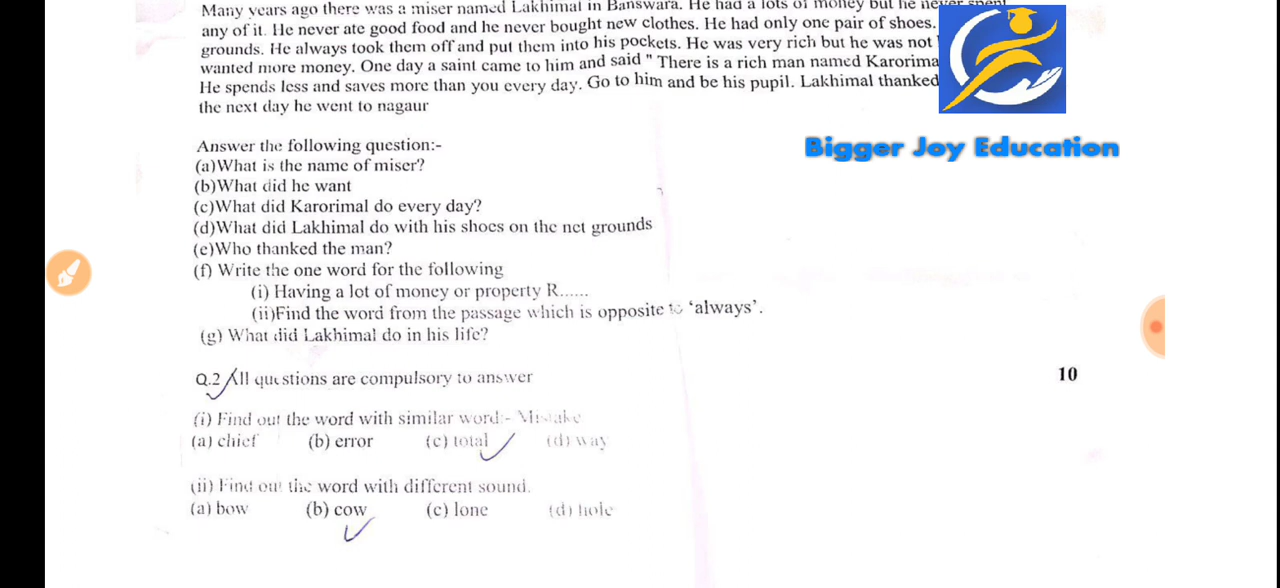 Many years ago there was a miser named Lakhimal in Banswara. He had a lots of money but he never spent
any of it. He never ate good food and he never bought new clothes. He had only one pair of shoes.
grounds. He always took them off and put them into his pockets. He was very rich but he was not
wanted more money. One day a saint came to him and said " There is a rich man named Karorima
He spends less and saves more than you every day. Go to him and be his pupil. Lakhimal thanked
the next day he went to nagaur
Bigger Joy Education
Answer the following question:-
(a)What is the name of miser?
(b)What did he want
(c)What did Karorimal do every day?
(d)What did Lakhimal do with his shoes on the net grounds
(e)Who thanked the man?
(f) Write the one word for the following
(i) Having a lot of money or property R......
(ii)Find the word from the passage which is opposite to 'always'.
(g) What did Lakhimal do in his life?
Q.2 All questions are compulsory to answer 10
(i) Find out the word with similar word:- Mistake
(a) chief (b) error (c) total (d) way
(ii) Find out the word with different sound.
(a) bow (b) cow (c) lone (d) hole